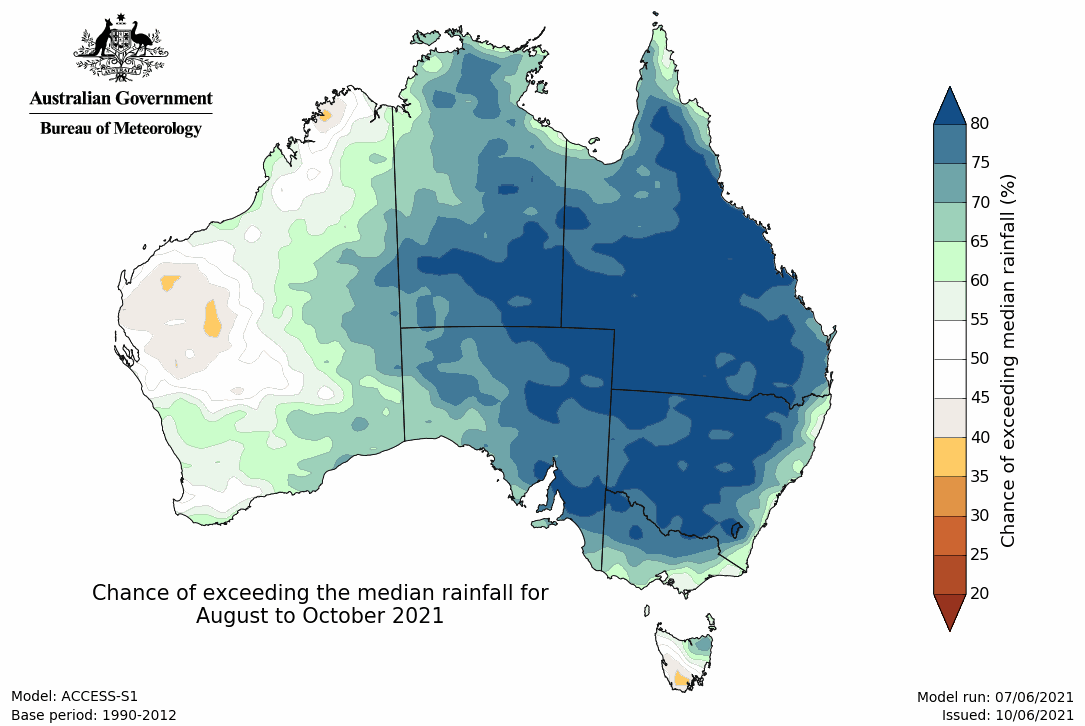 AUSTRALIA
Australian Government
Bureau of Meteorology
80
75
70
65
60
55
50
45
40
35
30
25
20
Chance of exceeding median rainfall (%)
Chance of exceeding the median rainfall for
August to October 2021
Model: ACCESS-S1
Base period: 1990-2012
Model run: 07/06/2021
Issued: 10/06/2021